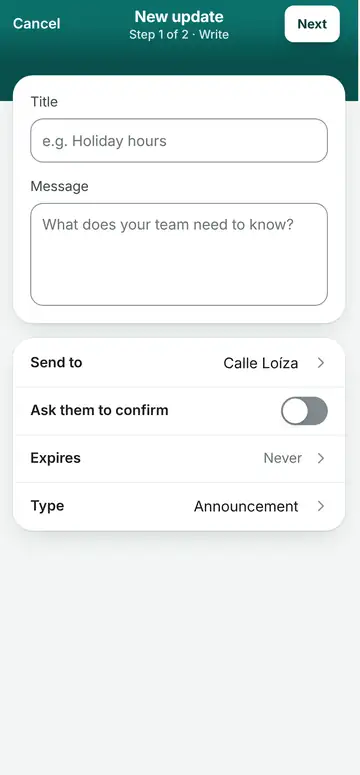 Cancel
New update
Step 1 of 2 · Write
Next
Title
e.g. Holiday hours
Message
What does your team need to know?
Send to
Calle Loíza
Ask them to confirm
Expires
Never
Type
Announcement